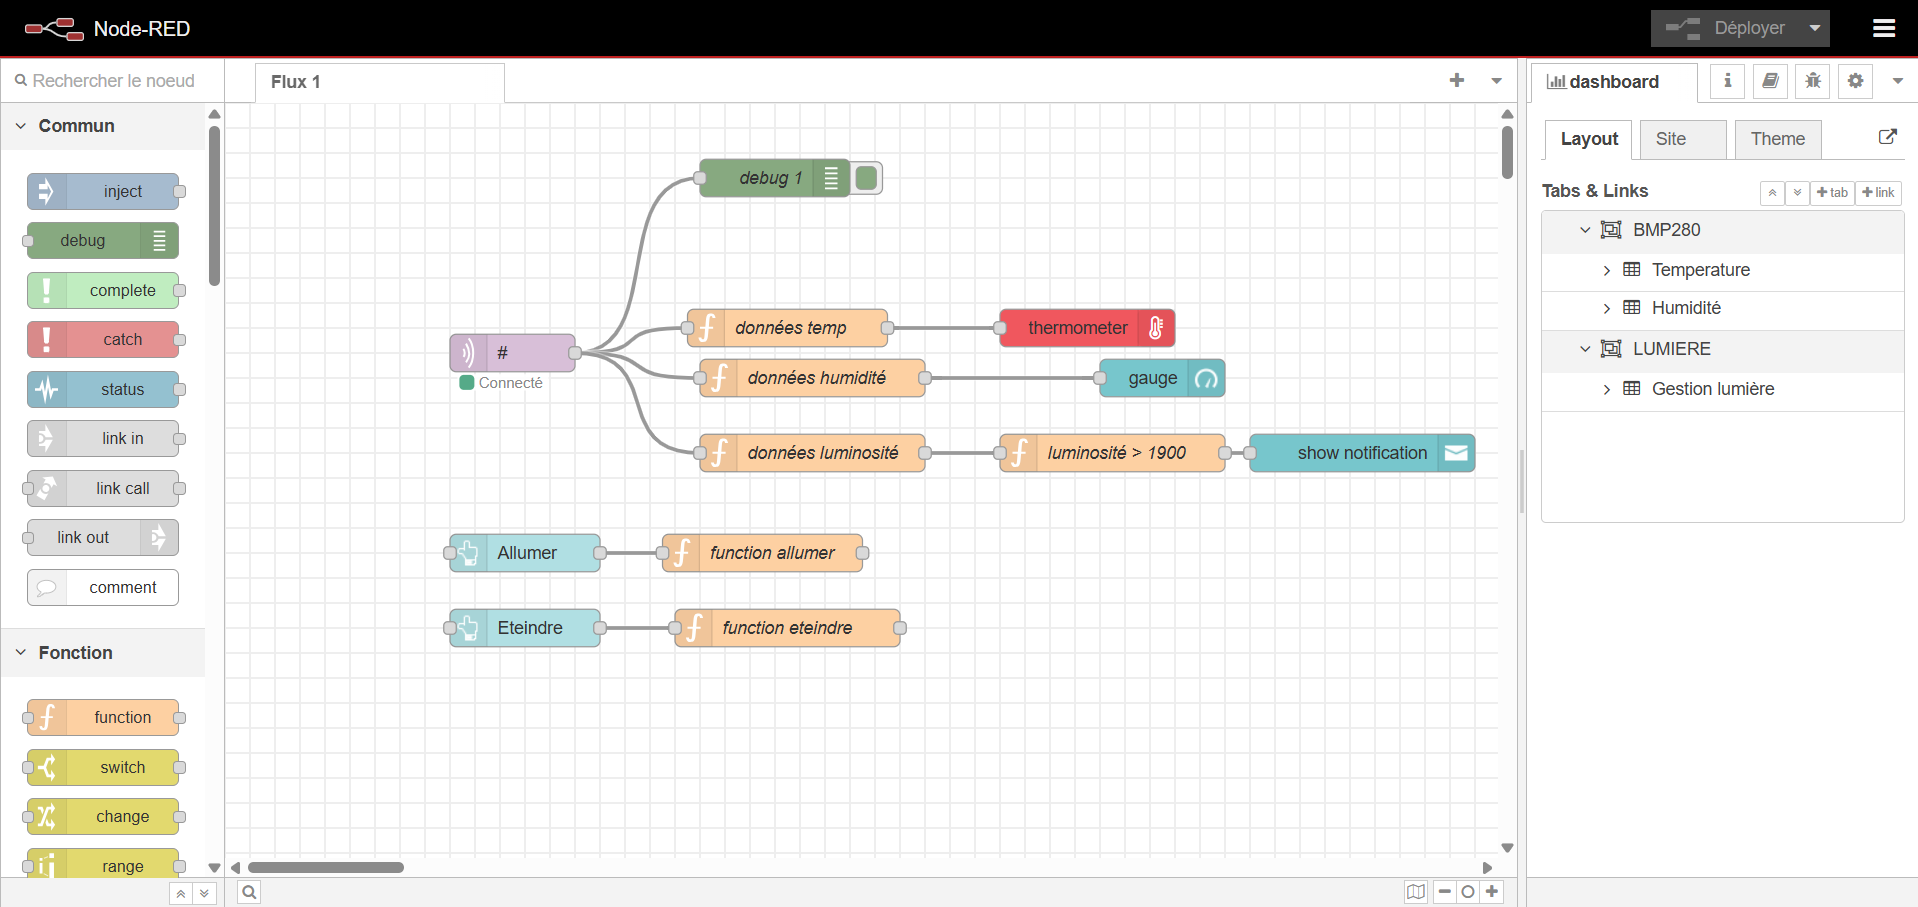 Node-RED
Déployer
Rechercher le noeud
Flux 1
dashboard
Commun
inject
debug
complete
catch
status
link in
link call
link out
comment
Fonction
function
switch
change
range
debug 1
#
Connecté
données temp
thermometer
données humidité
gauge
données luminosité
luminosité > 1900
show notification
Allumer
function allumer
Eteindre
function eteindre
Layout
Site
Theme
Tabs & Links
tab
link
BMP280
Temperature
Humidité
LUMIERE
Gestion lumière